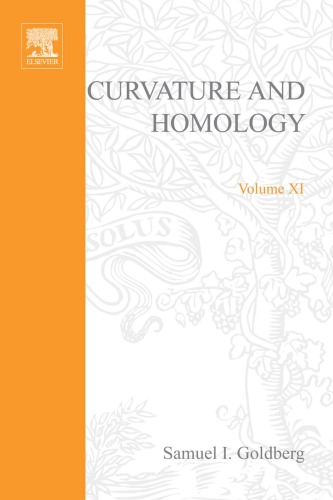 ELSEVIER
CURVATURE AND
HOMOLOGY
Volume XI
SOLUS
Samuel I. Goldberg